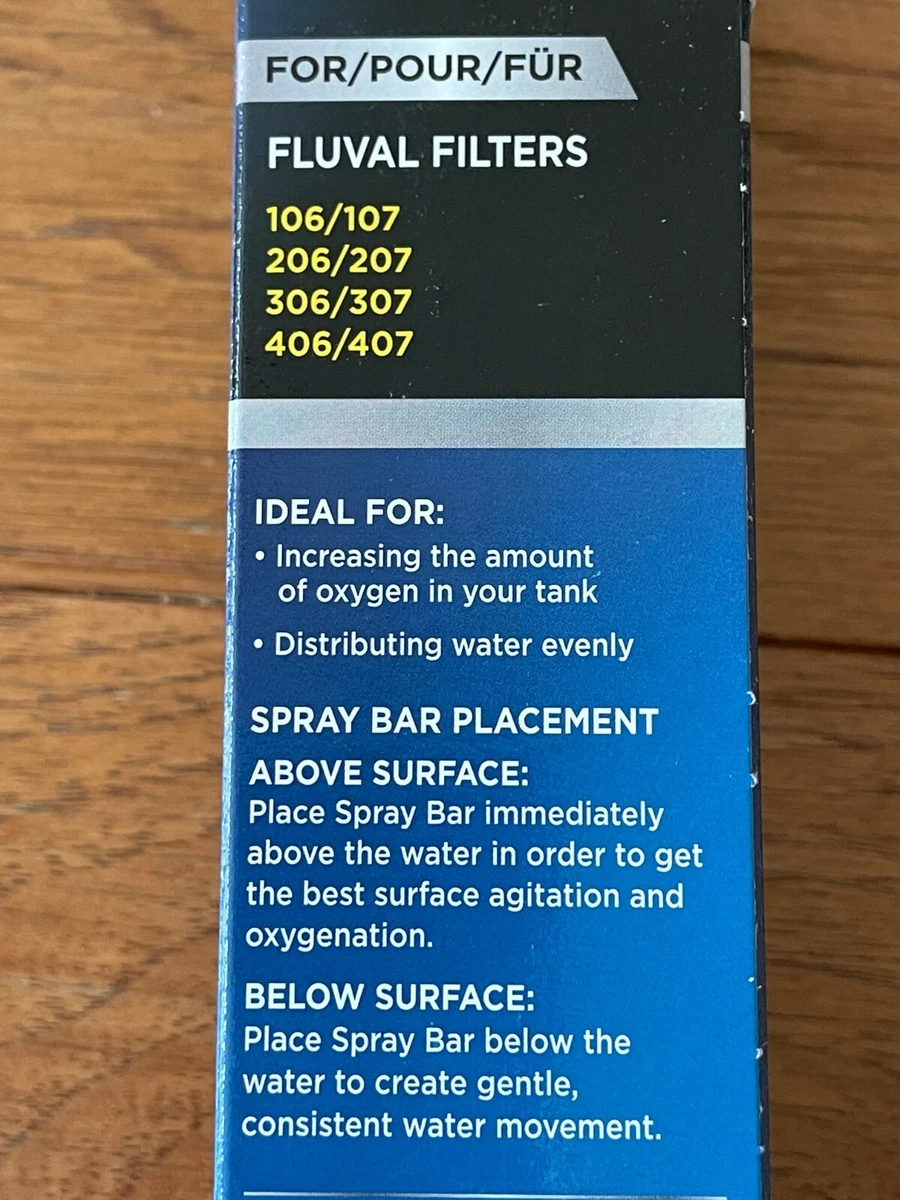 FOR/POUR/FÜR
FLUVAL FILTERS
106/107
206/207
306/307
406/407
IDEAL FOR:
• Increasing the amount
of oxygen in your tank
• Distributing water evenly
SPRAY BAR PLACEMENT
ABOVE SURFACE:
Place Spray Bar immediately
above the water in order to get
the best surface agitation and
oxygenation.
BELOW SURFACE:
Place Spray Bar below the
water to create gentle,
consistent water movement.